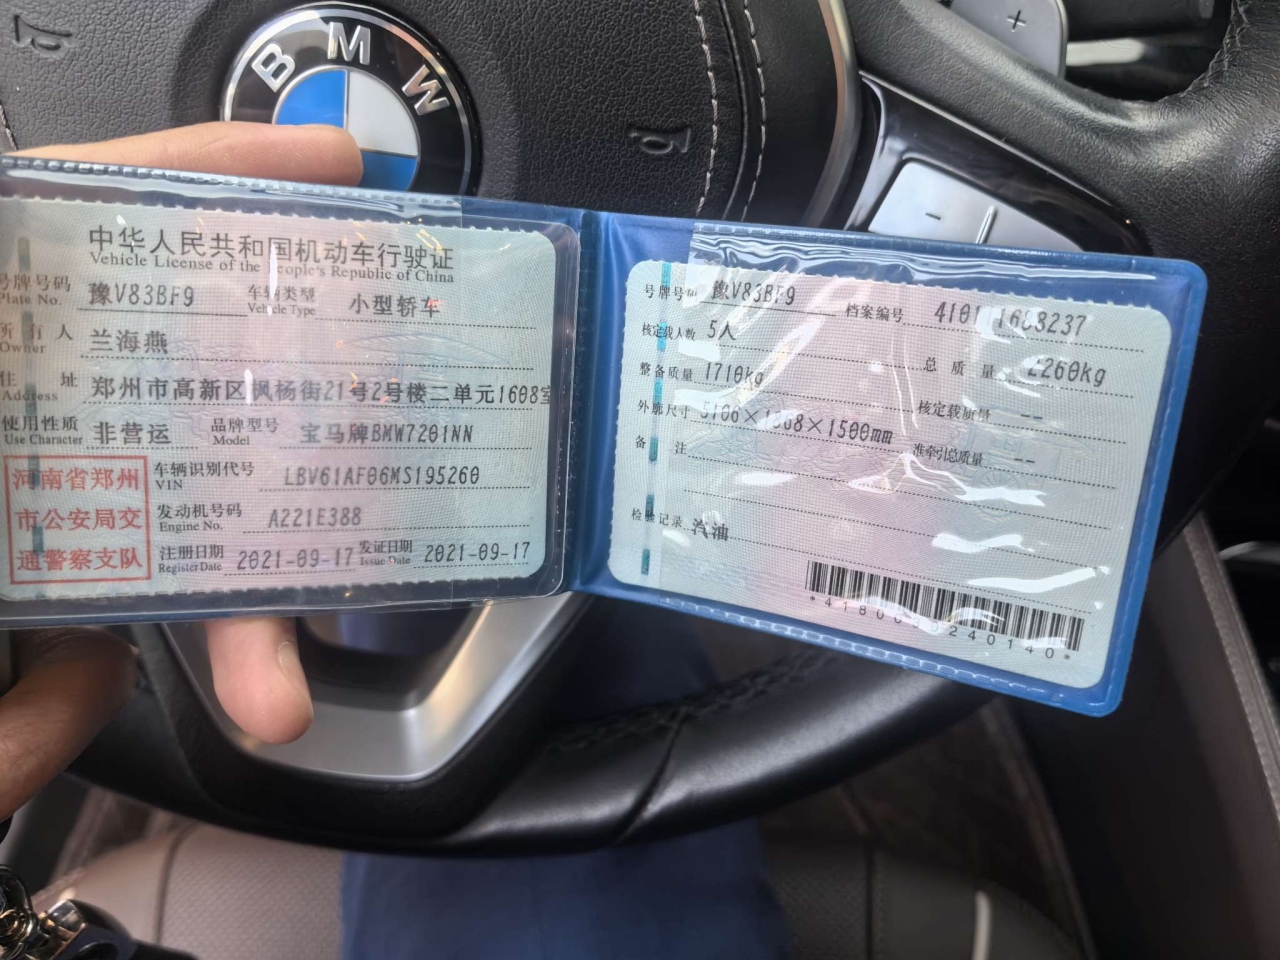 BMW
中华人民共和国机动车行驶证
Vehicle License of the People's Republic of China
号牌号码 豫V83BF9 车辆类型 小型轿车
Plate No. Vehicle Type
所有人 兰海燕
Owner
住址 郑州市高新区枫杨街21号2号楼二单元1608室
Address
使用性质 非营运 品牌型号 宝马牌BMW7201NN
Use Character Model
河南省郑州
市公安局交
通警察支队
车辆识别代号 LBV61AF06MS195260
VIN
发动机号码 A221E388
Engine No.
注册日期 2021-09-17 发证日期 2021-09-17
Register Date Issue Date
号牌号码 豫V83BF9 档案编号
核定载人数 5人 总质量 2260kg
整备质量 1710kg 核定载质量 --
外廓尺寸 准牵引总质量 --
备注
检验记录 汽油
+
-